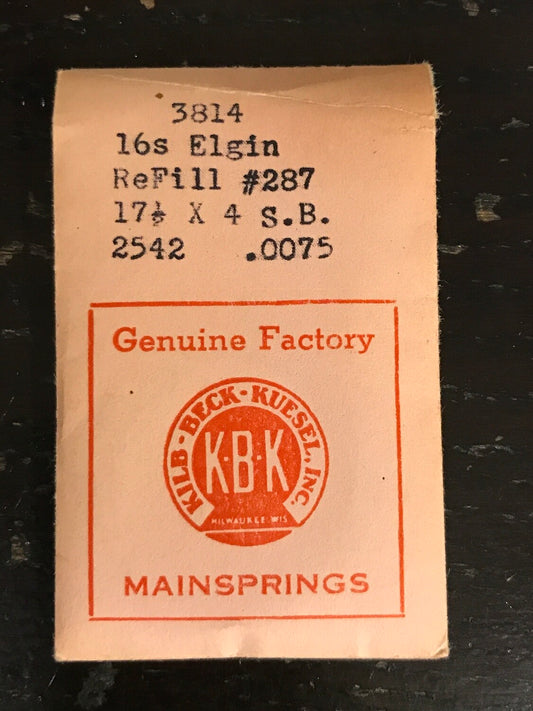 3814
16s Elgin
ReFill #287
17½ X 4 S.B.
2542 .0075
Genuine Factory
KILB·BECK·KUESEL, INC.
K·B·K
MILWAUKEE WIS
MAINSPRINGS